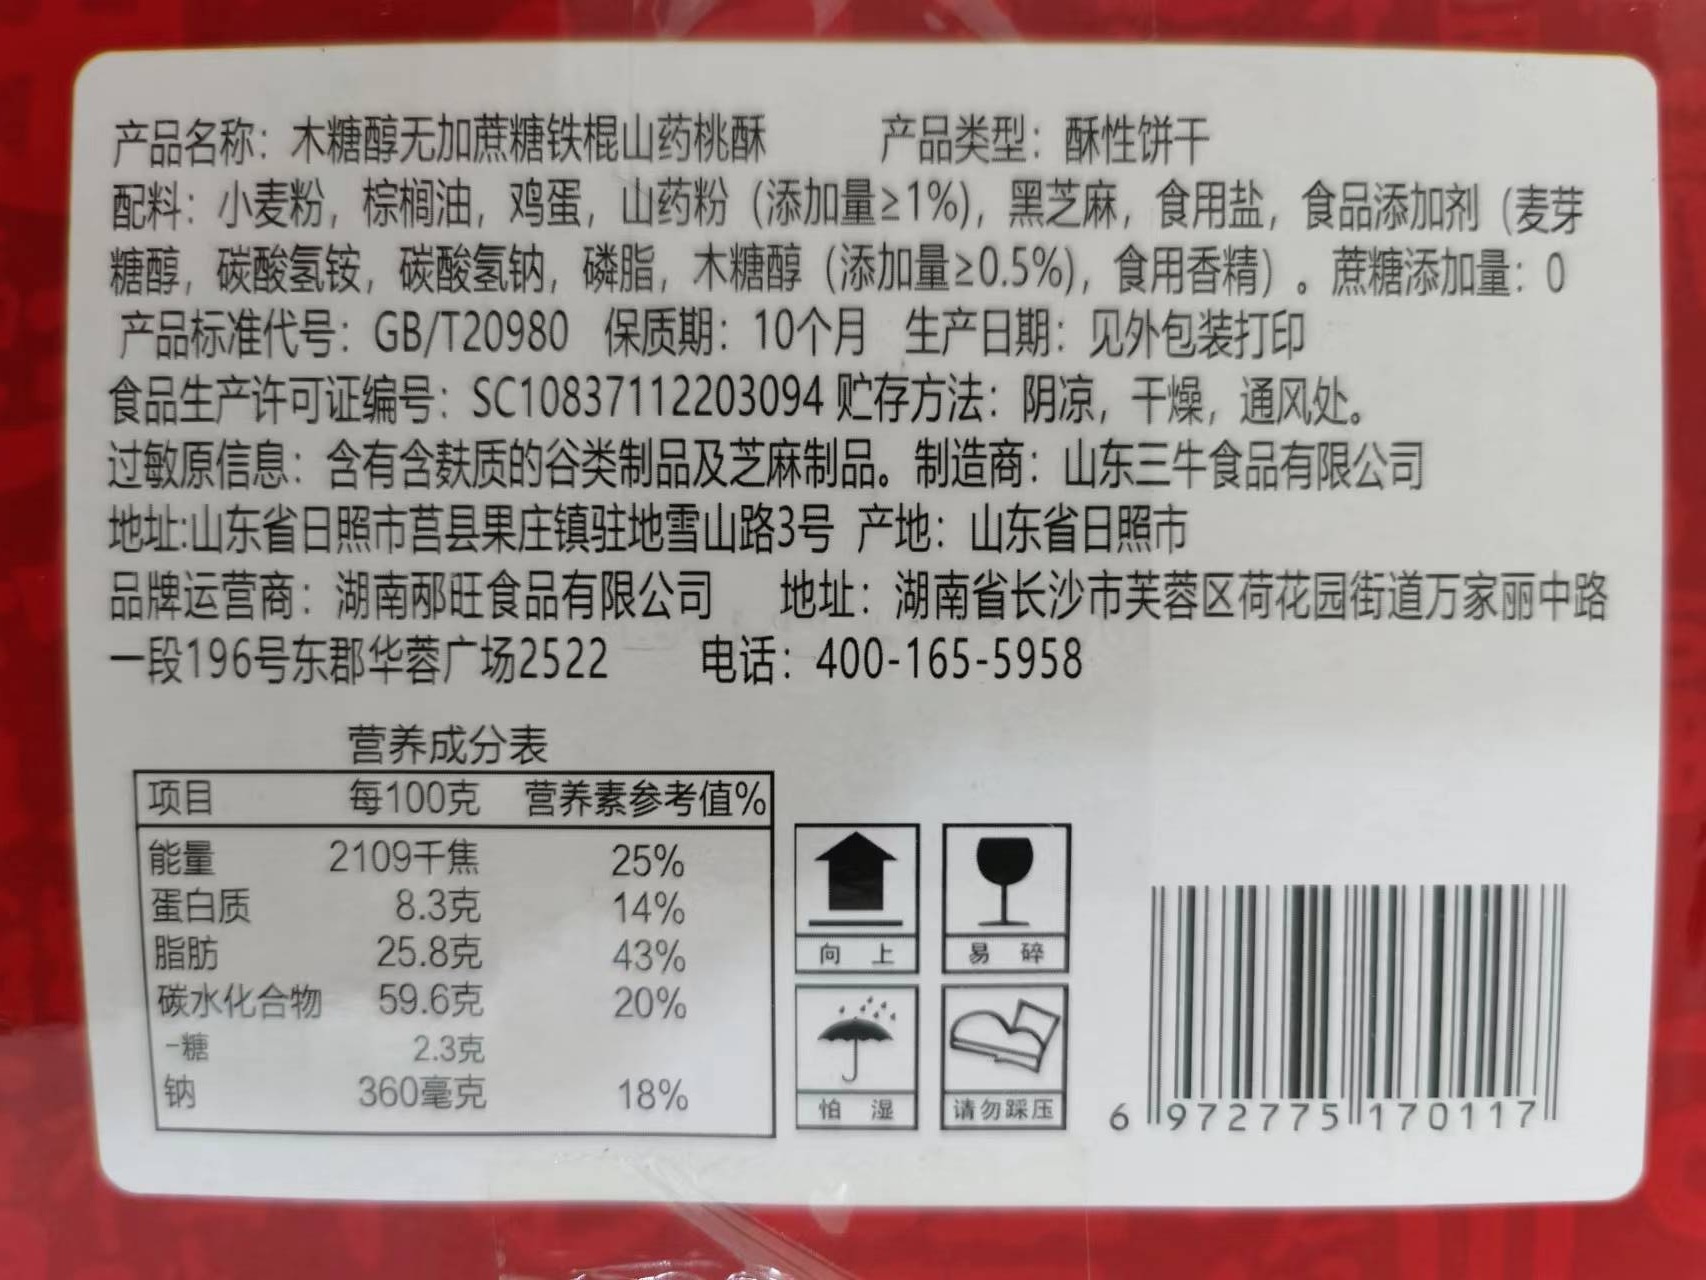 产品名称：木糖醇无加蔗糖铁棍山药桃酥 产品类型：酥性饼干
配料：小麦粉，棕榈油，鸡蛋，山药粉（添加量≥1%），黑芝麻，食用盐，食品添加剂（麦芽
糖醇，碳酸氢铵，碳酸氢钠，磷脂，木糖醇（添加量≥0.5%），食用香精）。蔗糖添加量：0
产品标准代号：GB/T20980 保质期：10个月 生产日期：见外包装打印
食品生产许可证编号：SC10837112203094 贮存方法：阴凉，干燥，通风处。
过敏原信息：含有含麸质的谷类制品及芝麻制品。制造商：山东三牛食品有限公司
地址:山东省日照市莒县果庄镇驻地雪山路3号 产地：山东省日照市
品牌运营商：湖南邴旺食品有限公司 地址：湖南省长沙市芙蓉区荷花园街道万家丽中路
一段196号东郡华蓉广场2522 电话：400-165-5958
营养成分表
项目 每100克 营养素参考值%
能量 2109千焦 25%
蛋白质 8.3克 14%
脂肪 25.8克 43%
碳水化合物 59.6克 20%
-糖 2.3克
钠 360毫克 18%
向上 易碎
怕湿 请勿踩压
6 972775 170117